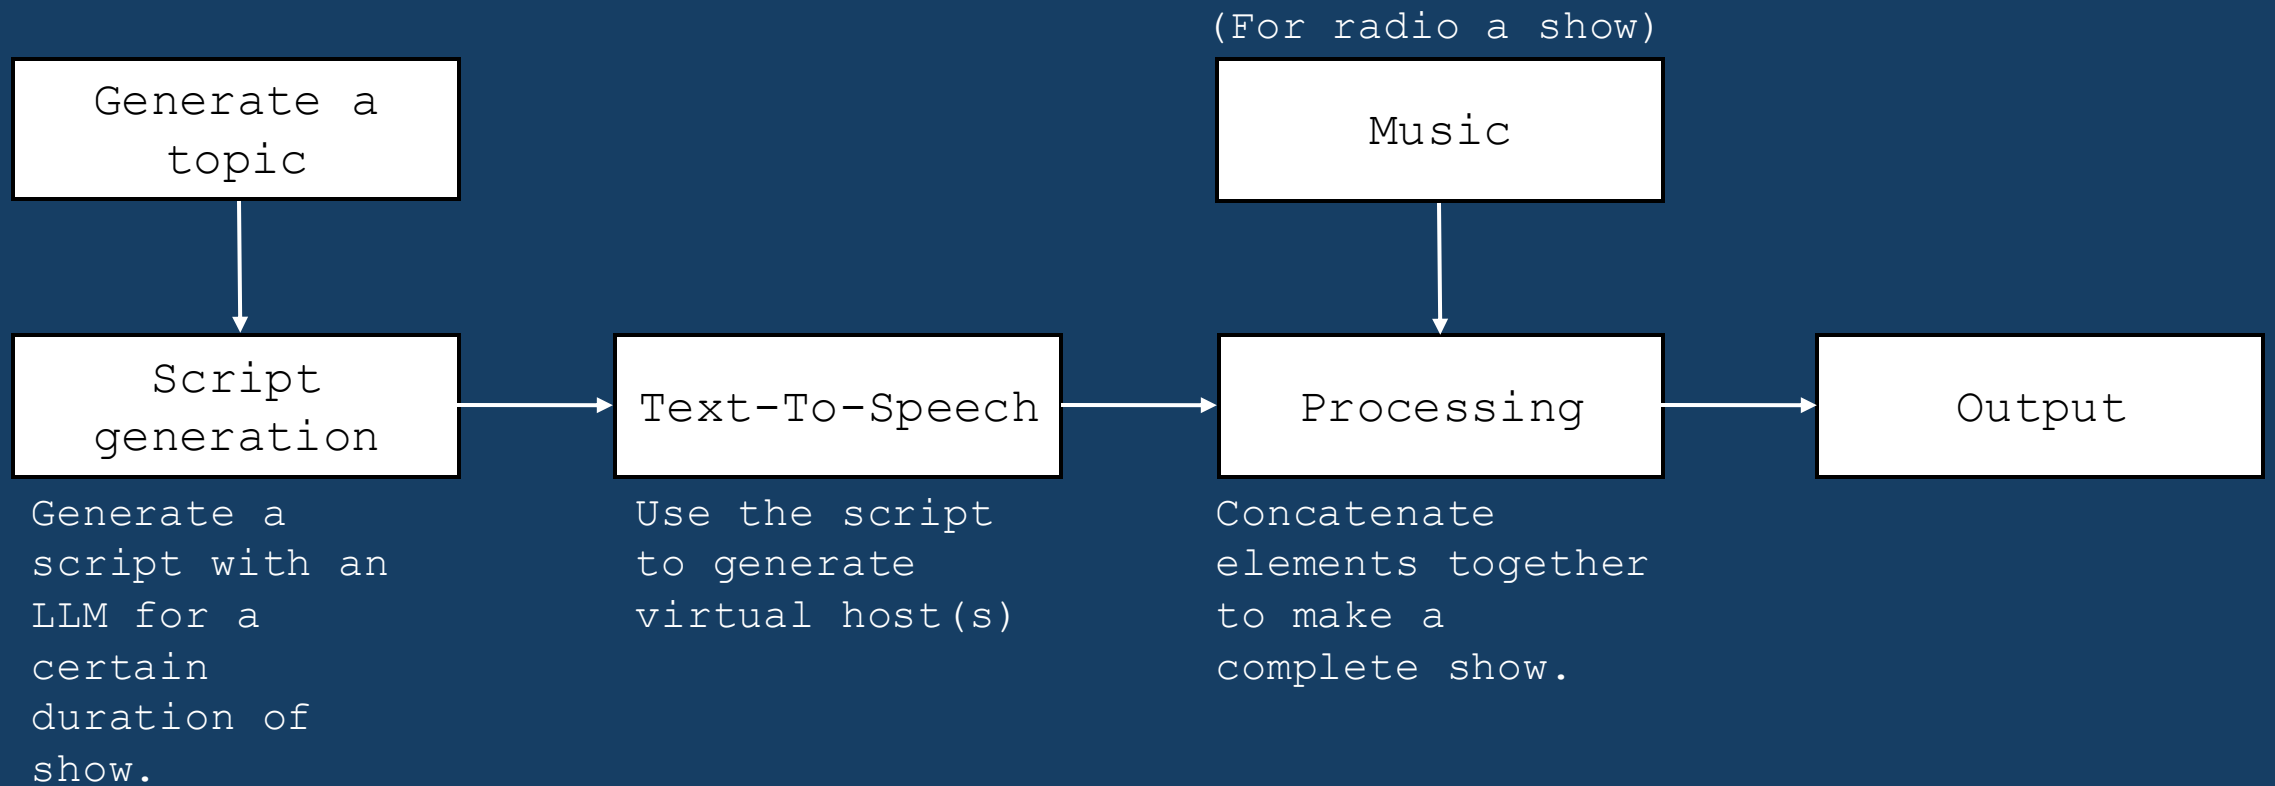 (For radio a show)
Generate a
topic
Music
Script
generation
Text-To-Speech
Processing
Output
Generate a
script with an
LLM for a
certain
duration of
show.
Use the script
to generate
virtual host(s)
Concatenate
elements together
to make a
complete show.